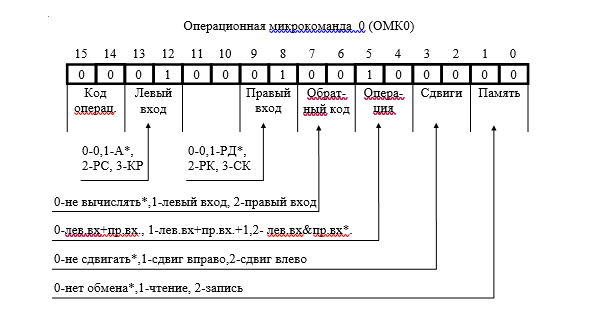 Операционная микрокоманда 0 (ОМК0)
15 14 13 12 11 10 9 8 7 6 5 4 3 2 1 0
0 0 0 1 0 0 0 1 0 0 1 0 0 0 0 0
Код Левый Правый Обрат- Опера- Сдвиги Память
операц. вход вход ный код ция
0-0,1-А*, 0-0,1-РД*,
2-РС, 3-КР 2-РК, 3-СК
0-не вычислять*,1-левый вход, 2-правый вход
0-лев.вх+пр.вх., 1-лев.вх+пр.вх.+1,2- лев.вх&пр.вх*.
0-не сдвигать*,1-сдвиг вправо,2-сдвиг влево
0-нет обмена*,1-чтение, 2-запись